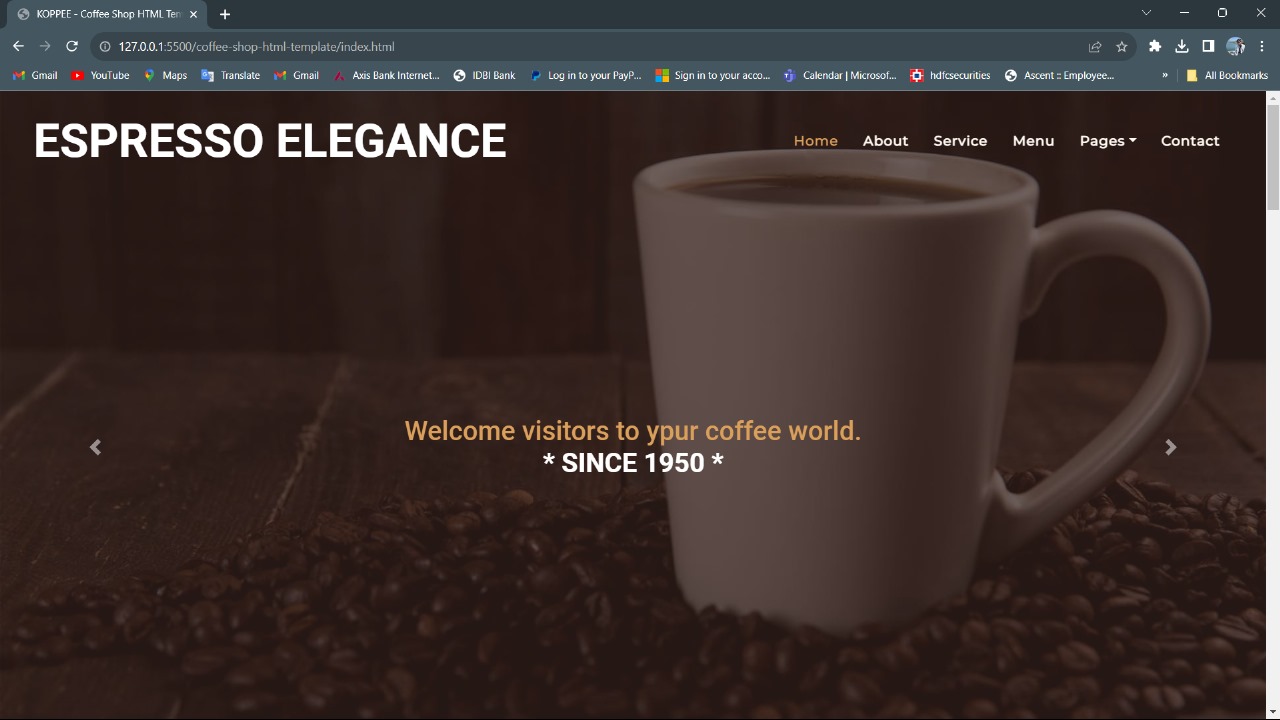 KOPPEE - Coffee Shop HTML Tem
127.0.0.1:5500/coffee-shop-html-template/index.html
Gmail YouTube Maps Translate Gmail Axis Bank Internet... IDBI Bank Log in to your PayP... Sign in to your acco... Calendar | Microsof... hdfcsecurities Ascent :: Employee... » All Bookmarks
ESPRESSO ELEGANCE
Home About Service Menu Pages Contact
Welcome visitors to ypur coffee world.
* SINCE 1950 *